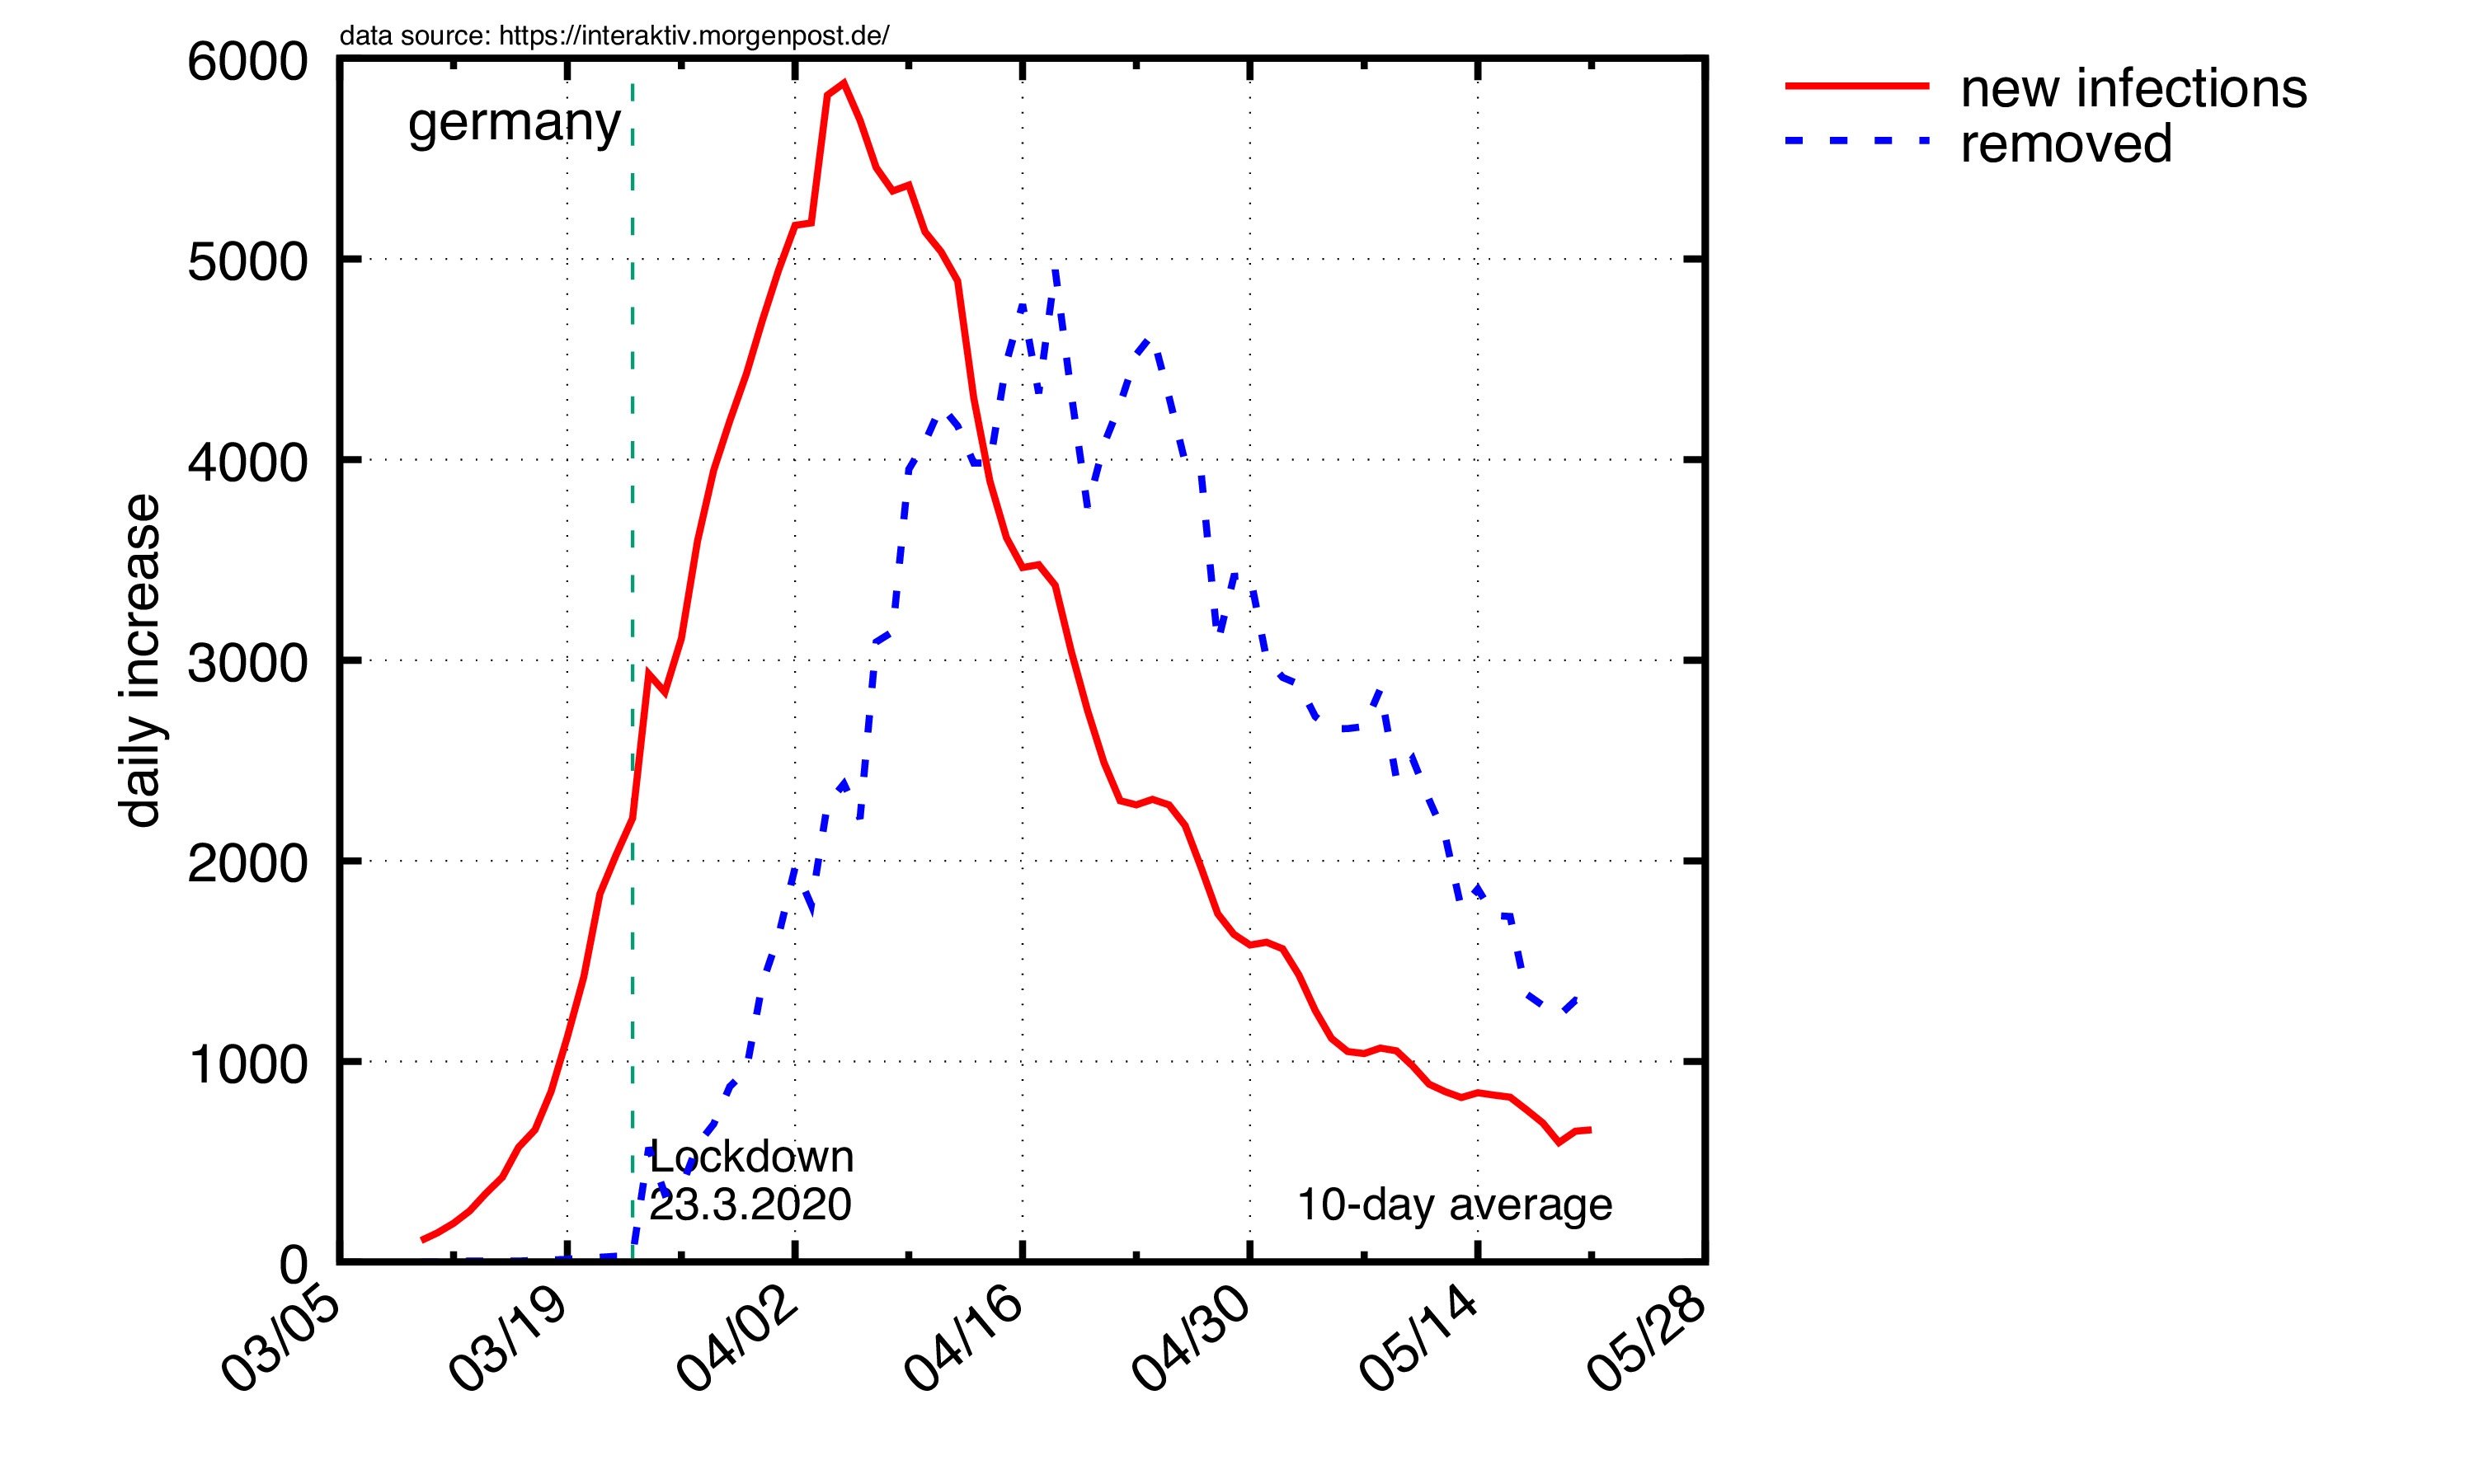 data source: https://interaktiv.morgenpost.de/
6000
5000
4000
3000
2000
1000
0
daily increase
germany
new infections
removed
Lockdown
23.3.2020
10-day average
03/05
03/19
04/02
04/16
04/30
05/14
05/28